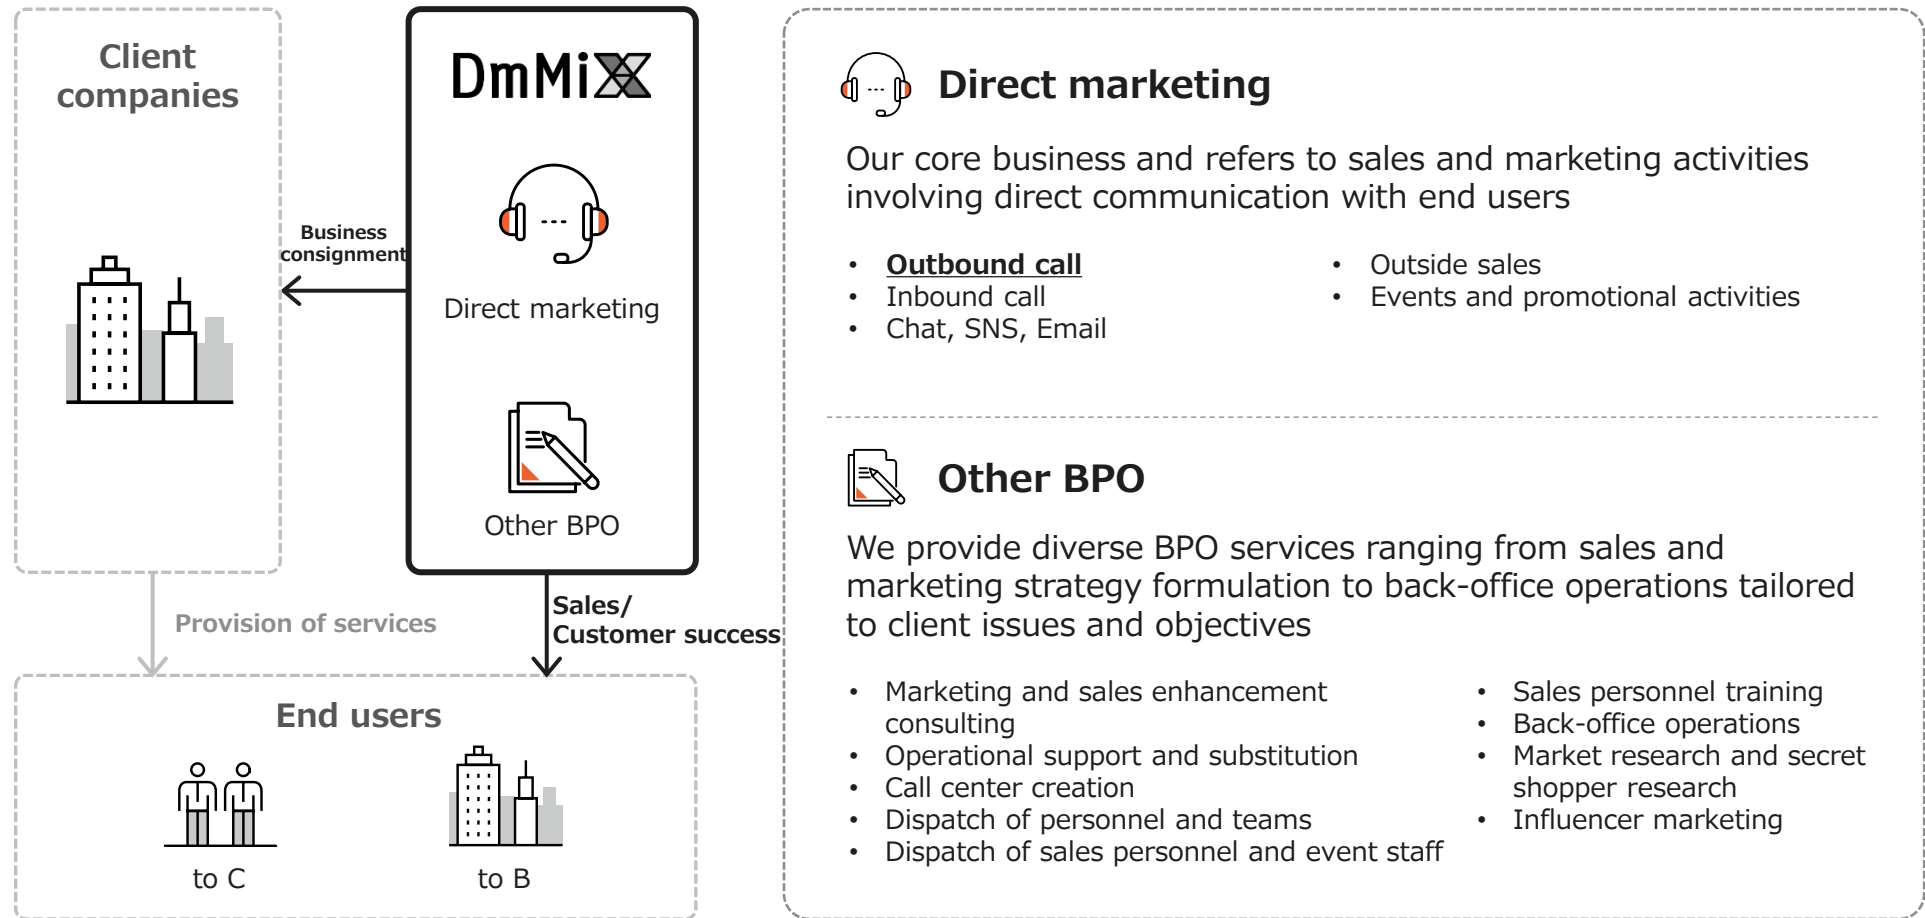 Client
companies
DmMiX
Business
consignment
Direct marketing
Other BPO
Provision of services
Sales/
Customer success
End users
to C
to B
Direct marketing
Our core business and refers to sales and marketing activities
involving direct communication with end users
• Outbound call
• Inbound call
• Chat, SNS, Email
• Outside sales
• Events and promotional activities
Other BPO
We provide diverse BPO services ranging from sales and
marketing strategy formulation to back-office operations tailored
to client issues and objectives
• Marketing and sales enhancement
consulting
• Operational support and substitution
• Call center creation
• Dispatch of personnel and teams
• Dispatch of sales personnel and event staff
• Sales personnel training
• Back-office operations
• Market research and secret
shopper research
• Influencer marketing